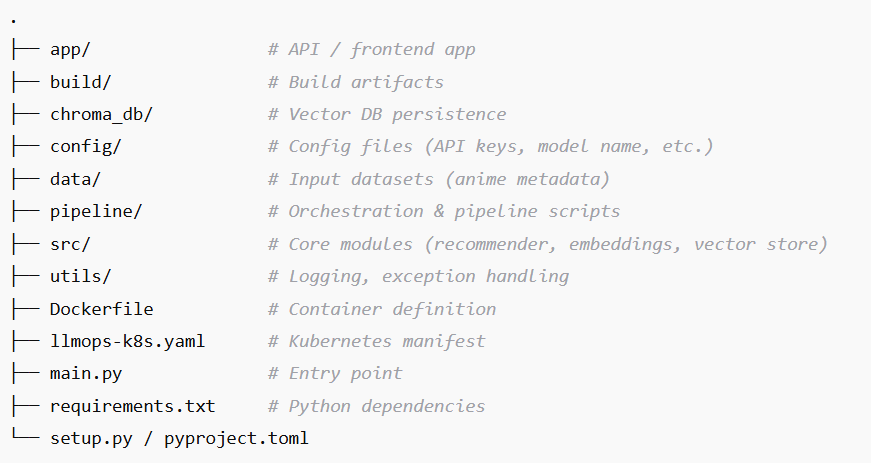 .
├── app/                 # API / frontend app
├── build/               # Build artifacts
├── chroma_db/           # Vector DB persistence
├── config/              # Config files (API keys, model name, etc.)
├── data/                # Input datasets (anime metadata)
├── pipeline/            # Orchestration & pipeline scripts
├── src/                 # Core modules (recommender, embeddings, vector store)
├── utils/               # Logging, exception handling
├── Dockerfile           # Container definition
├── llmops-k8s.yaml      # Kubernetes manifest
├── main.py              # Entry point
├── requirements.txt     # Python dependencies
└── setup.py / pyproject.toml